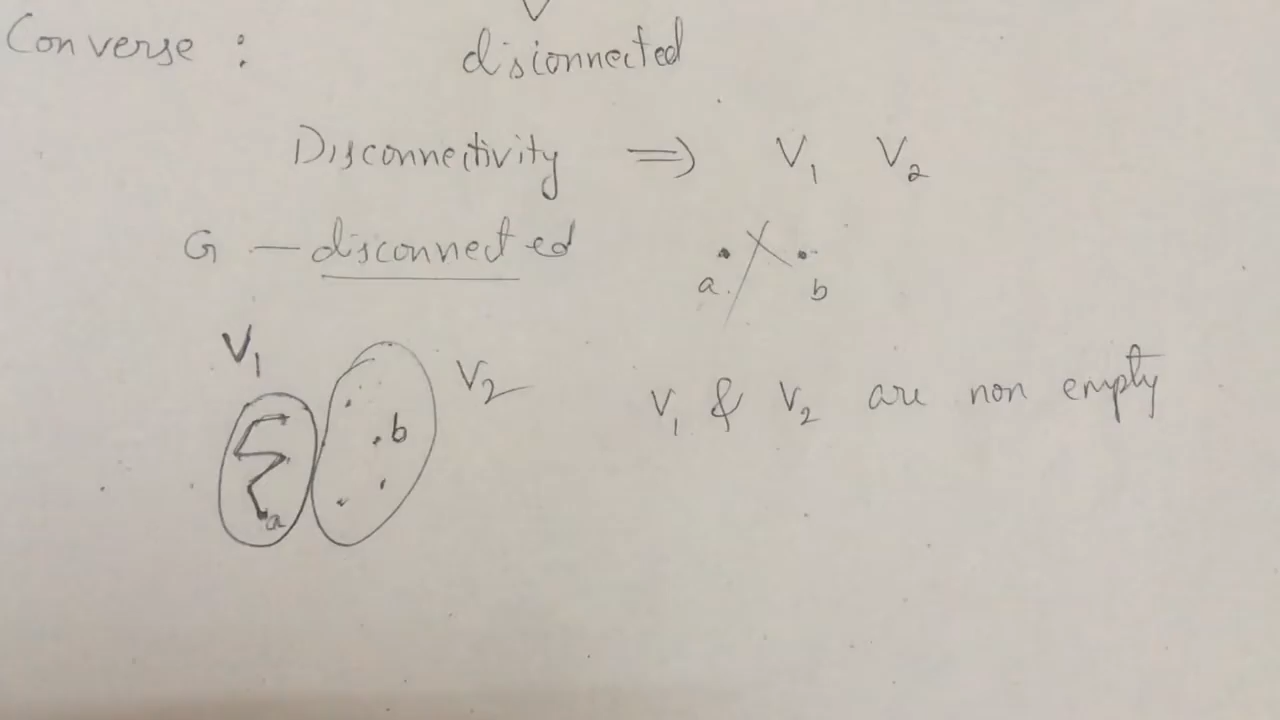 Converse : disconnected
Disconnectivity ⇒ V₁ V₂
G — disconnected
a. b
V₁
V₂
V₁ & V₂ are non empty
b
a